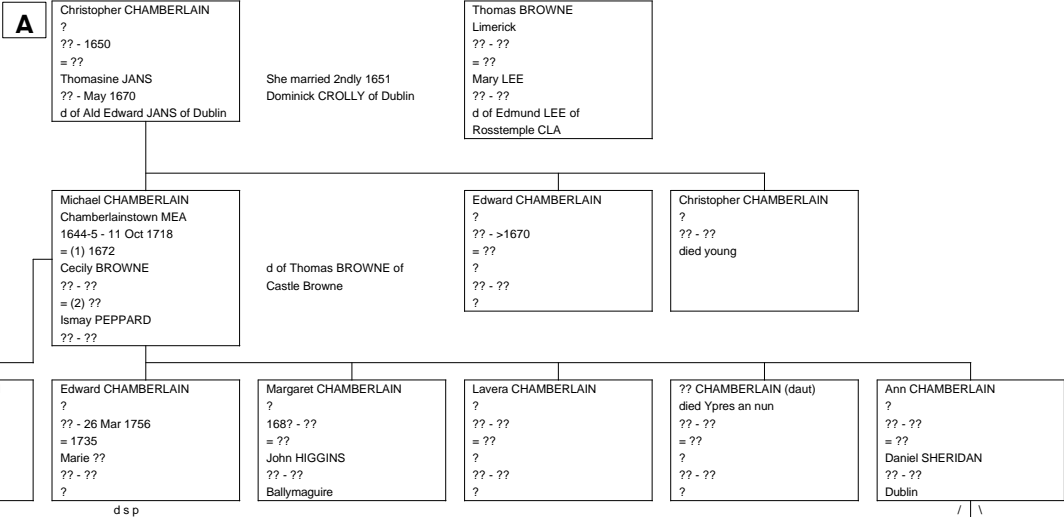 A
Christopher CHAMBERLAIN
?
?? - 1650
= ??
Thomasine JANS
?? - May 1670
d of Ald Edward JANS of Dublin
She married 2ndly 1651
Dominick CROLLY of Dublin
Thomas BROWNE
Limerick
?? - ??
= ??
Mary LEE
?? - ??
d of Edmund LEE of
Rosstemple CLA
Michael CHAMBERLAIN
Chamberlainstown MEA
1644-5 - 11 Oct 1718
= (1) 1672
Cecily BROWNE
?? - ??
= (2) ??
Ismay PEPPARD
?? - ??
d of Thomas BROWNE of
Castle Browne
Edward CHAMBERLAIN
?
?? - >1670
= ??
?
?? - ??
?
Christopher CHAMBERLAIN
?
?? - ??
died young
Edward CHAMBERLAIN
?
?? - 26 Mar 1756
= 1735
Marie ??
?? - ??
?
d s p
Margaret CHAMBERLAIN
?
168? - ??
= ??
John HIGGINS
?? - ??
Ballymaguire
Lavera CHAMBERLAIN
?
?? - ??
= ??
?
?? - ??
?
?? CHAMBERLAIN (daut)
died Ypres an nun
?? - ??
= ??
?
?? - ??
?
Ann CHAMBERLAIN
?
?? - ??
= ??
Daniel SHERIDAN
?? - ??
Dublin
/ \